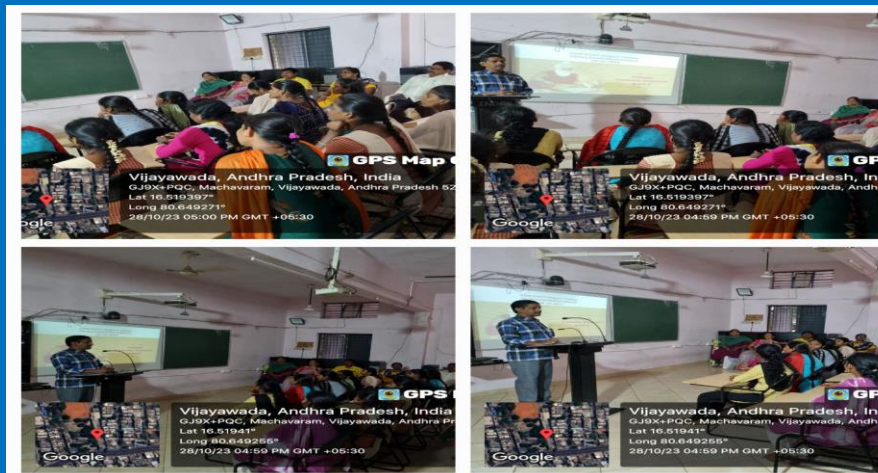 GPS Map C
Vijayawada, Andhra Pradesh, India
GJ9X+PQC, Machavaram, Vijayawada, Andhra Pradesh 52
Lat 16.519397°
Long 80.649271°
28/10/23 05:00 PM GMT +05:30
ogle
GPS
Vijayawada, Andhra Pradesh, In
GJ9X+PQC, Machavaram, Vijayawada, Andh
Lat 16.519397°
Long 80.649271°
28/10/23 04:59 PM GMT +05:30
Google
GPS
Vijayawada, Andhra Pradesh, India
GJ9X+PQC, Machavaram, Vijayawada, Andhra Pr
Lat 16.51941°
Long 80.649255°
28/10/23 04:59 PM GMT +05:30
Google
GP
Vijayawada, Andhra Pradesh, In
GJ9X+PQC, Machavaram, Vijayawada, Andh
Lat 16.51941°
Long 80.649255°
28/10/23 04:59 PM GMT +05:30
Google